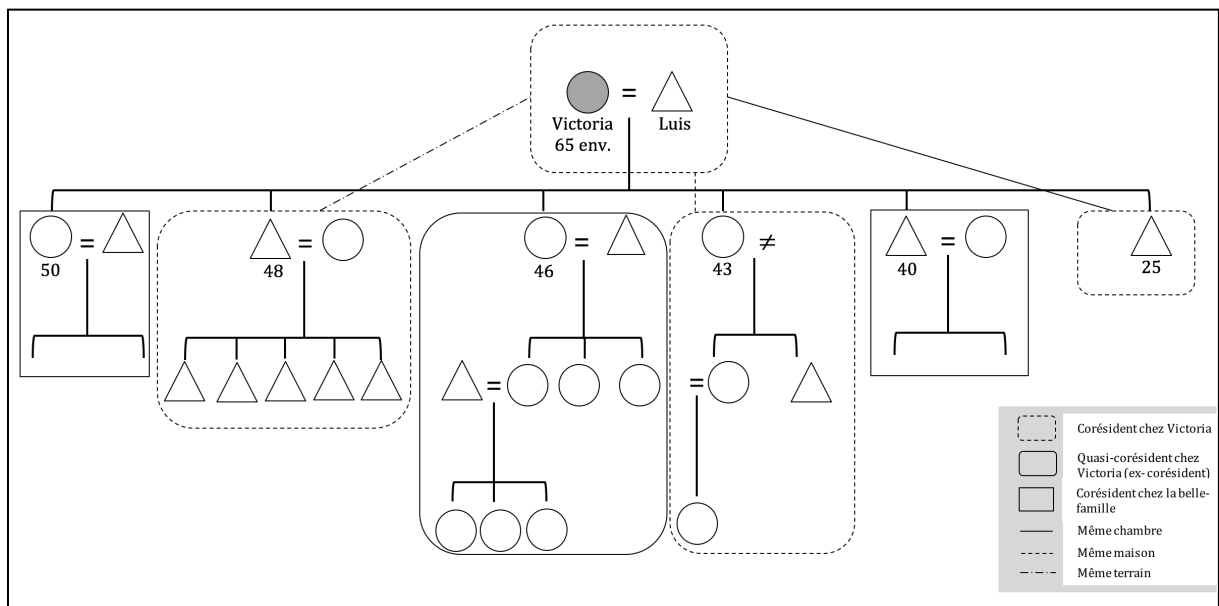 =
Victoria
65 env.
Luis
=
50
=
48
=
46
≠
43
=
40
25
=
=
Corésident chez Victoria
Quasi-corésident chez
Victoria (ex-corésident)
Corésident chez la belle-
famille
Même chambre
Même maison
Même terrain